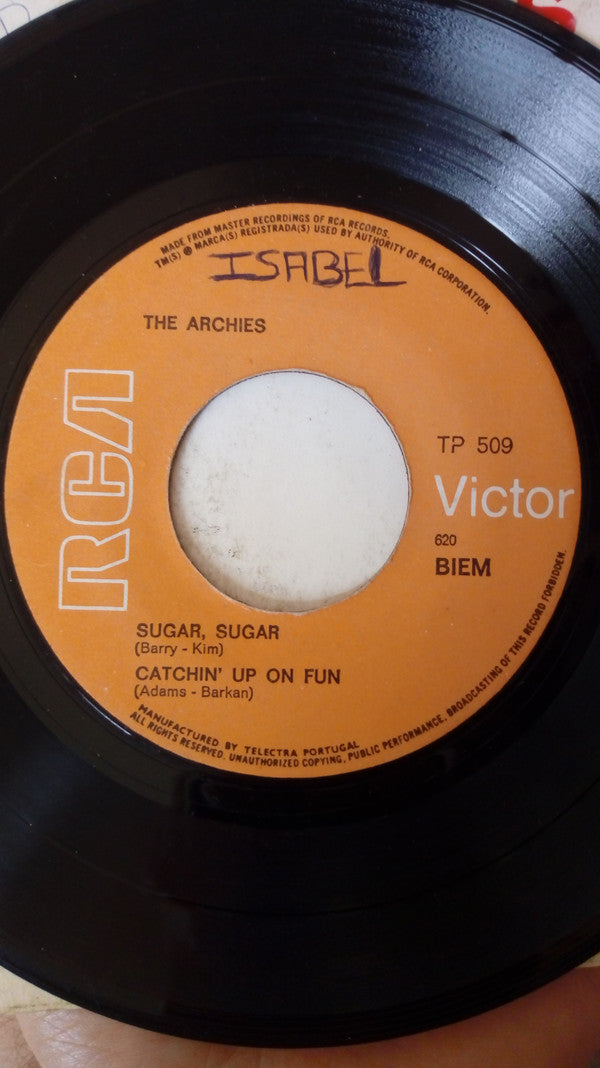 MADE FROM MASTER RECORDINGS OF RCA RECORDS.
TM(S) ® MARCA(S) REGISTRADA(S) USED BY AUTHORITY OF RCA CORPORATION.
ISABEL
THE ARCHIES
RCA
TP 509
Victor
620
BIEM
SUGAR, SUGAR
(Barry - Kim)
CATCHIN' UP ON FUN
(Adams - Barkan)
MANUFACTURED BY TELECTRA PORTUGAL
ALL RIGHTS RESERVED. UNAUTHORIZED COPYING, PUBLIC PERFORMANCE, BROADCASTING OF THIS RECORD FORBIDDEN.